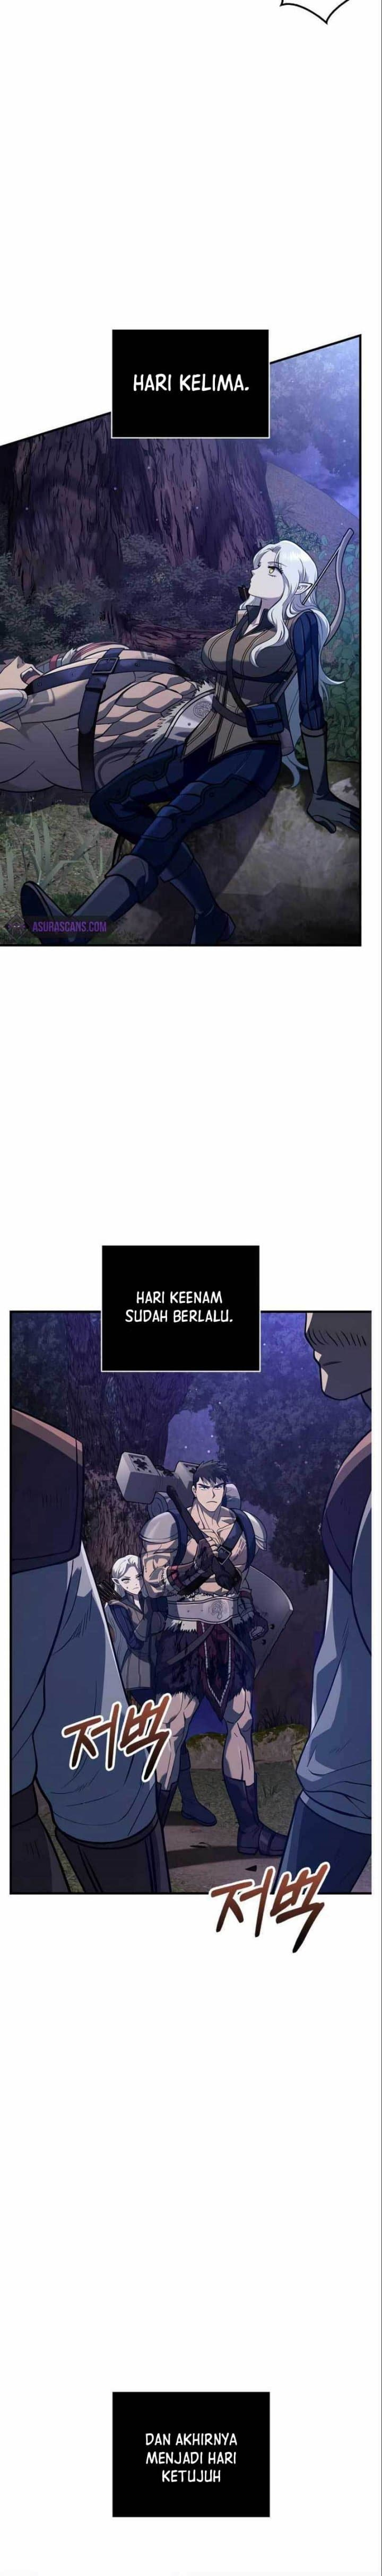 HARI KELIMA.
ASURASCANS.COM
HARI KEENAM
SUDAH BERLALU.
저벅
저벅
DAN AKHIRNYA
MENJADI HARI
KETUJUH